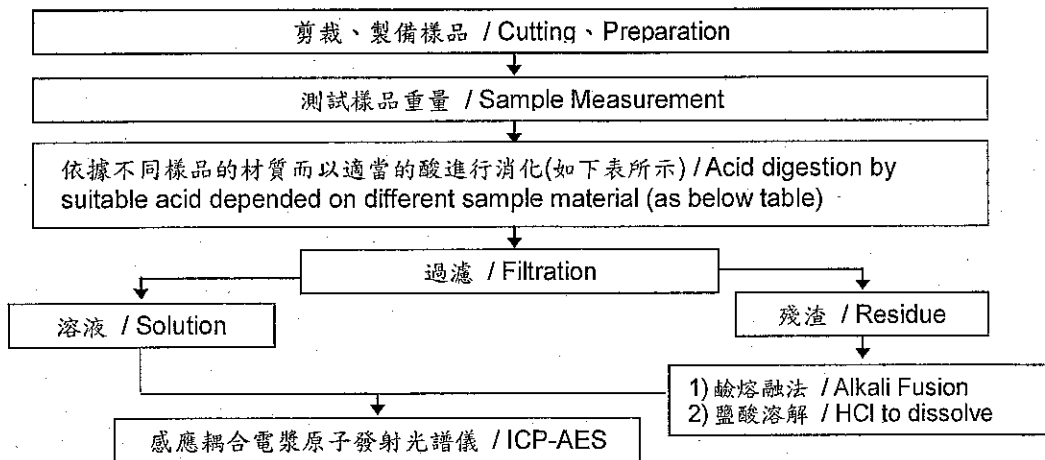 剪裁、製備樣品 / Cutting、Preparation
測試樣品重量 / Sample Measurement
依據不同樣品的材質而以適當的酸進行消化(如下表所示) / Acid digestion by
suitable acid depended on different sample material (as below table)
過濾 / Filtration
溶液 / Solution
殘渣 / Residue
1) 鹼熔融法 / Alkali Fusion
2) 鹽酸溶解 / HCl to dissolve
感應耦合電漿原子發射光譜儀 / ICP-AES